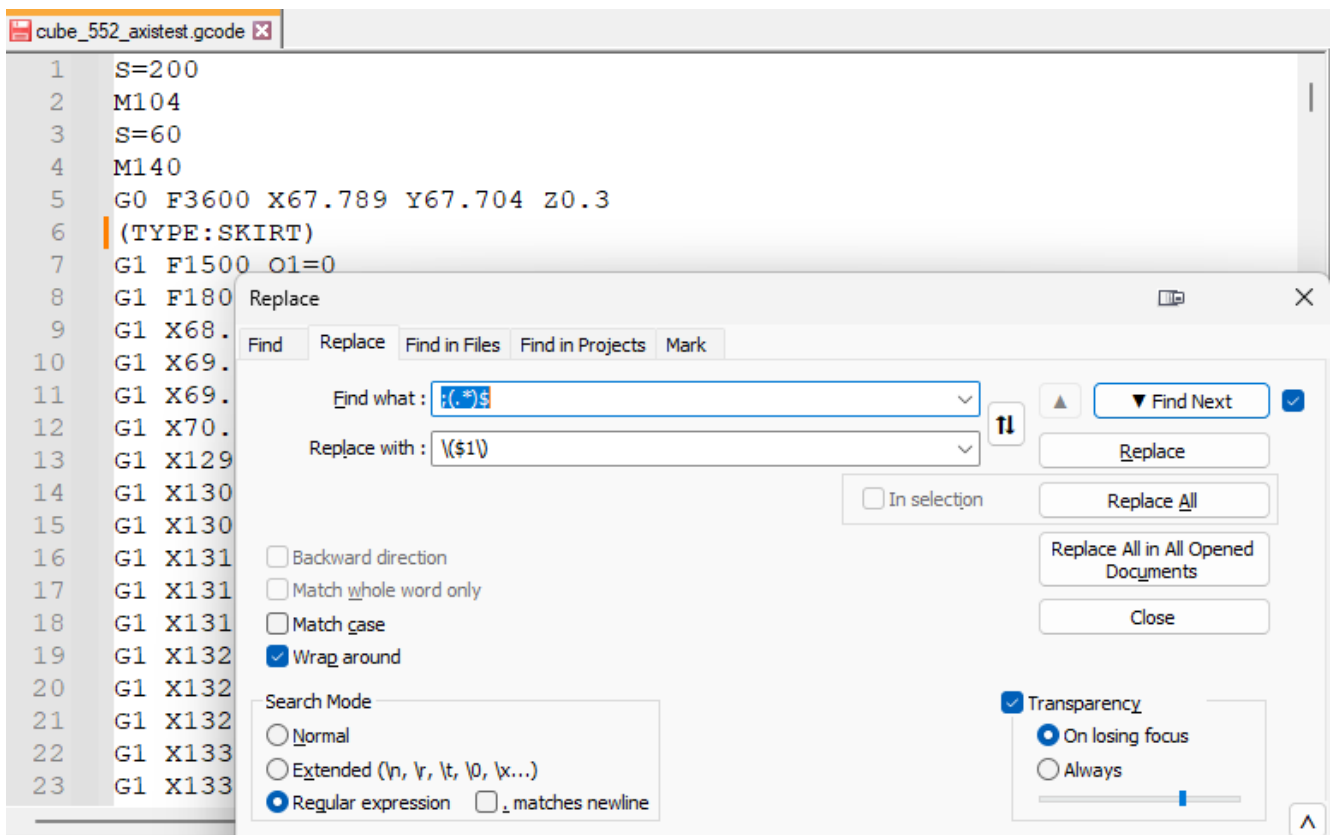 cube_552_axistest.gcode
1 S=200
2 M104
3 S=60
4 M140
5 G0 F3600 X67.789 Y67.704 Z0.3
6 (TYPE:SKIRT)
7 G1 F1500 O1=0
8 G1 F180
9 G1 X68.
10 G1 X69.
11 G1 X69.
12 G1 X70.
13 G1 X129
14 G1 X130
15 G1 X130
16 G1 X131
17 G1 X131
18 G1 X131
19 G1 X132
20 G1 X132
21 G1 X132
22 G1 X133
23 G1 X133
Replace
Find Replace Find in Files Find in Projects Mark
Find what : ;(.*)$
▼ Find Next
Replace with : \($1\)
Replace
In selection
Replace All
Replace All in All Opened
Documents
Close
Backward direction
Match whole word only
Match case
Wrap around
Search Mode
Normal
Extended (\n, \r, \t, \0, \x...)
Regular expression . matches newline
Transparency
On losing focus
Always